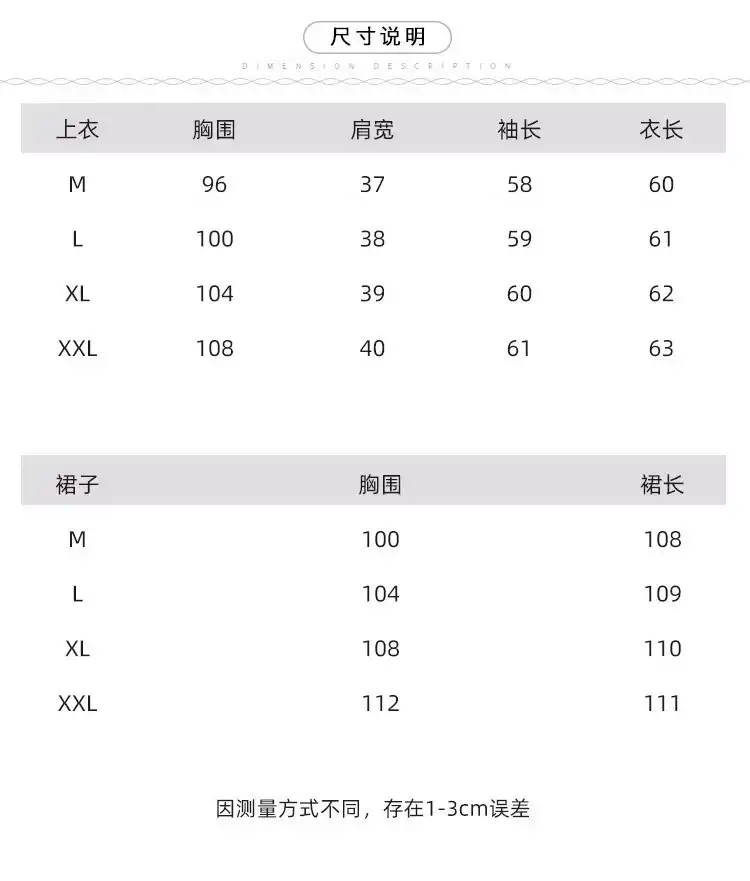 尺寸说明
DIMENSION DESCRIPTION
上衣 胸围 肩宽 袖长 衣长
M 96 37 58 60
L 100 38 59 61
XL 104 39 60 62
XXL 108 40 61 63
裙子 胸围 裙长
M 100 108
L 104 109
XL 108 110
XXL 112 111
因测量方式不同，存在1-3cm误差